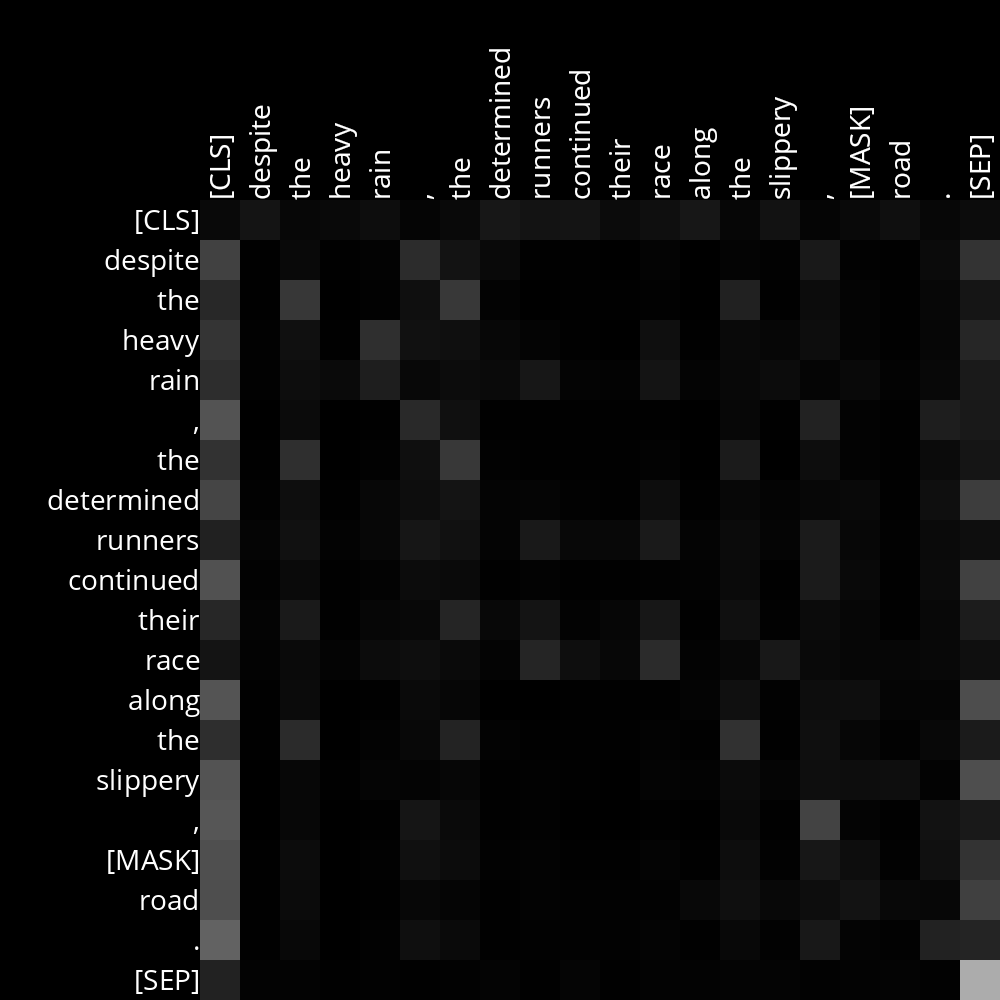 [CLS] despite the heavy rain , the determined runners continued their race along the slippery , [MASK] road . [SEP]
[CLS]
despite
the
heavy
rain
,
the
determined
runners
continued
their
race
along
the
slippery
,
[MASK]
road
.
[SEP]